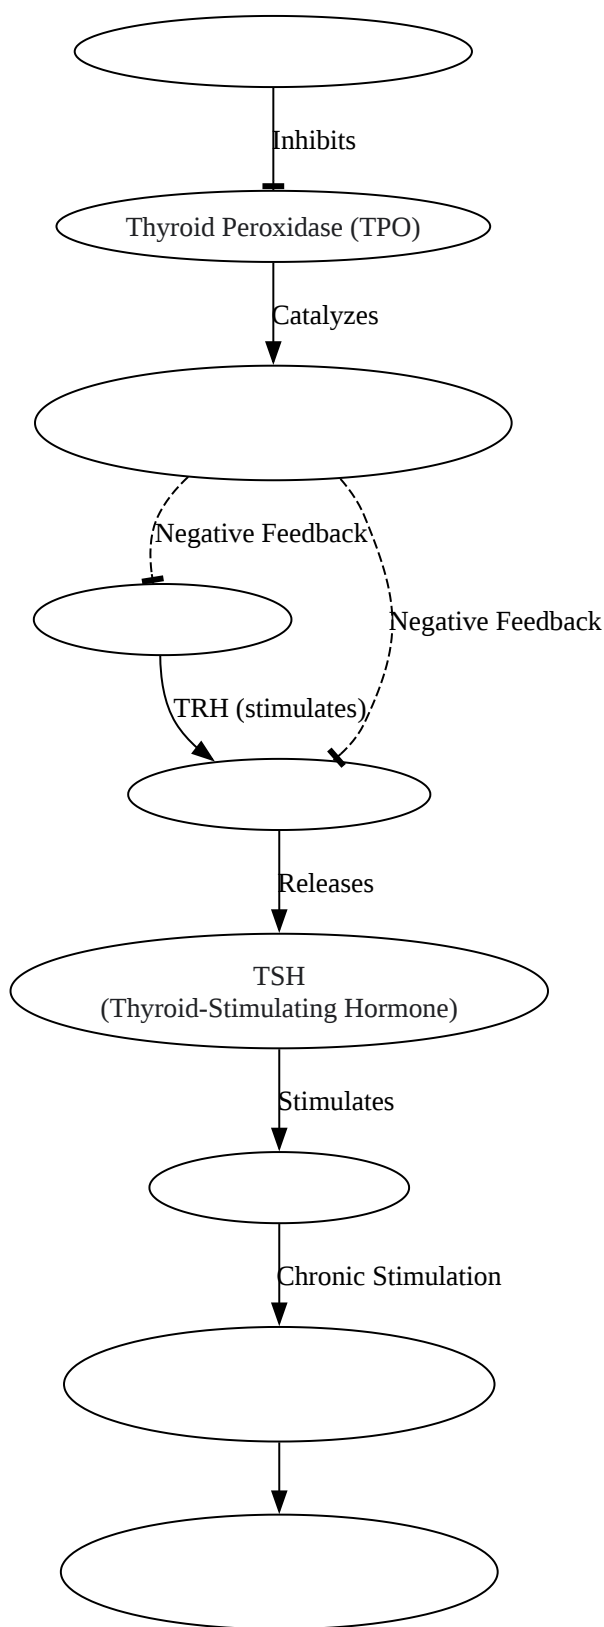 Inhibits
Thyroid Peroxidase (TPO)
Catalyzes
Negative Feedback
Negative Feedback
TRH (stimulates)
Releases
TSH
(Thyroid-Stimulating Hormone)
Stimulates
Chronic Stimulation